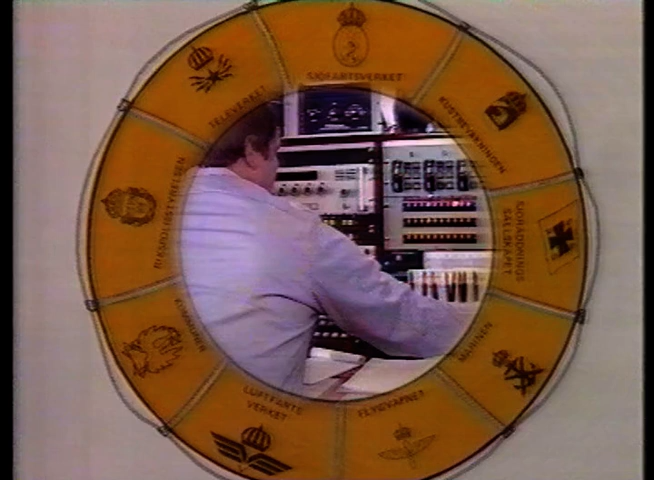 SJÖFARTSVERKET
KUSTBEVAKNINGEN
SJÖRÄDDNINGS
SÄLLSKAPET
MARINEN
FLYGVAPNET
LUFTFARTS
VERKET
KOMMUNER
RIKSPOLISSTYRELSEN
TELEVERKET